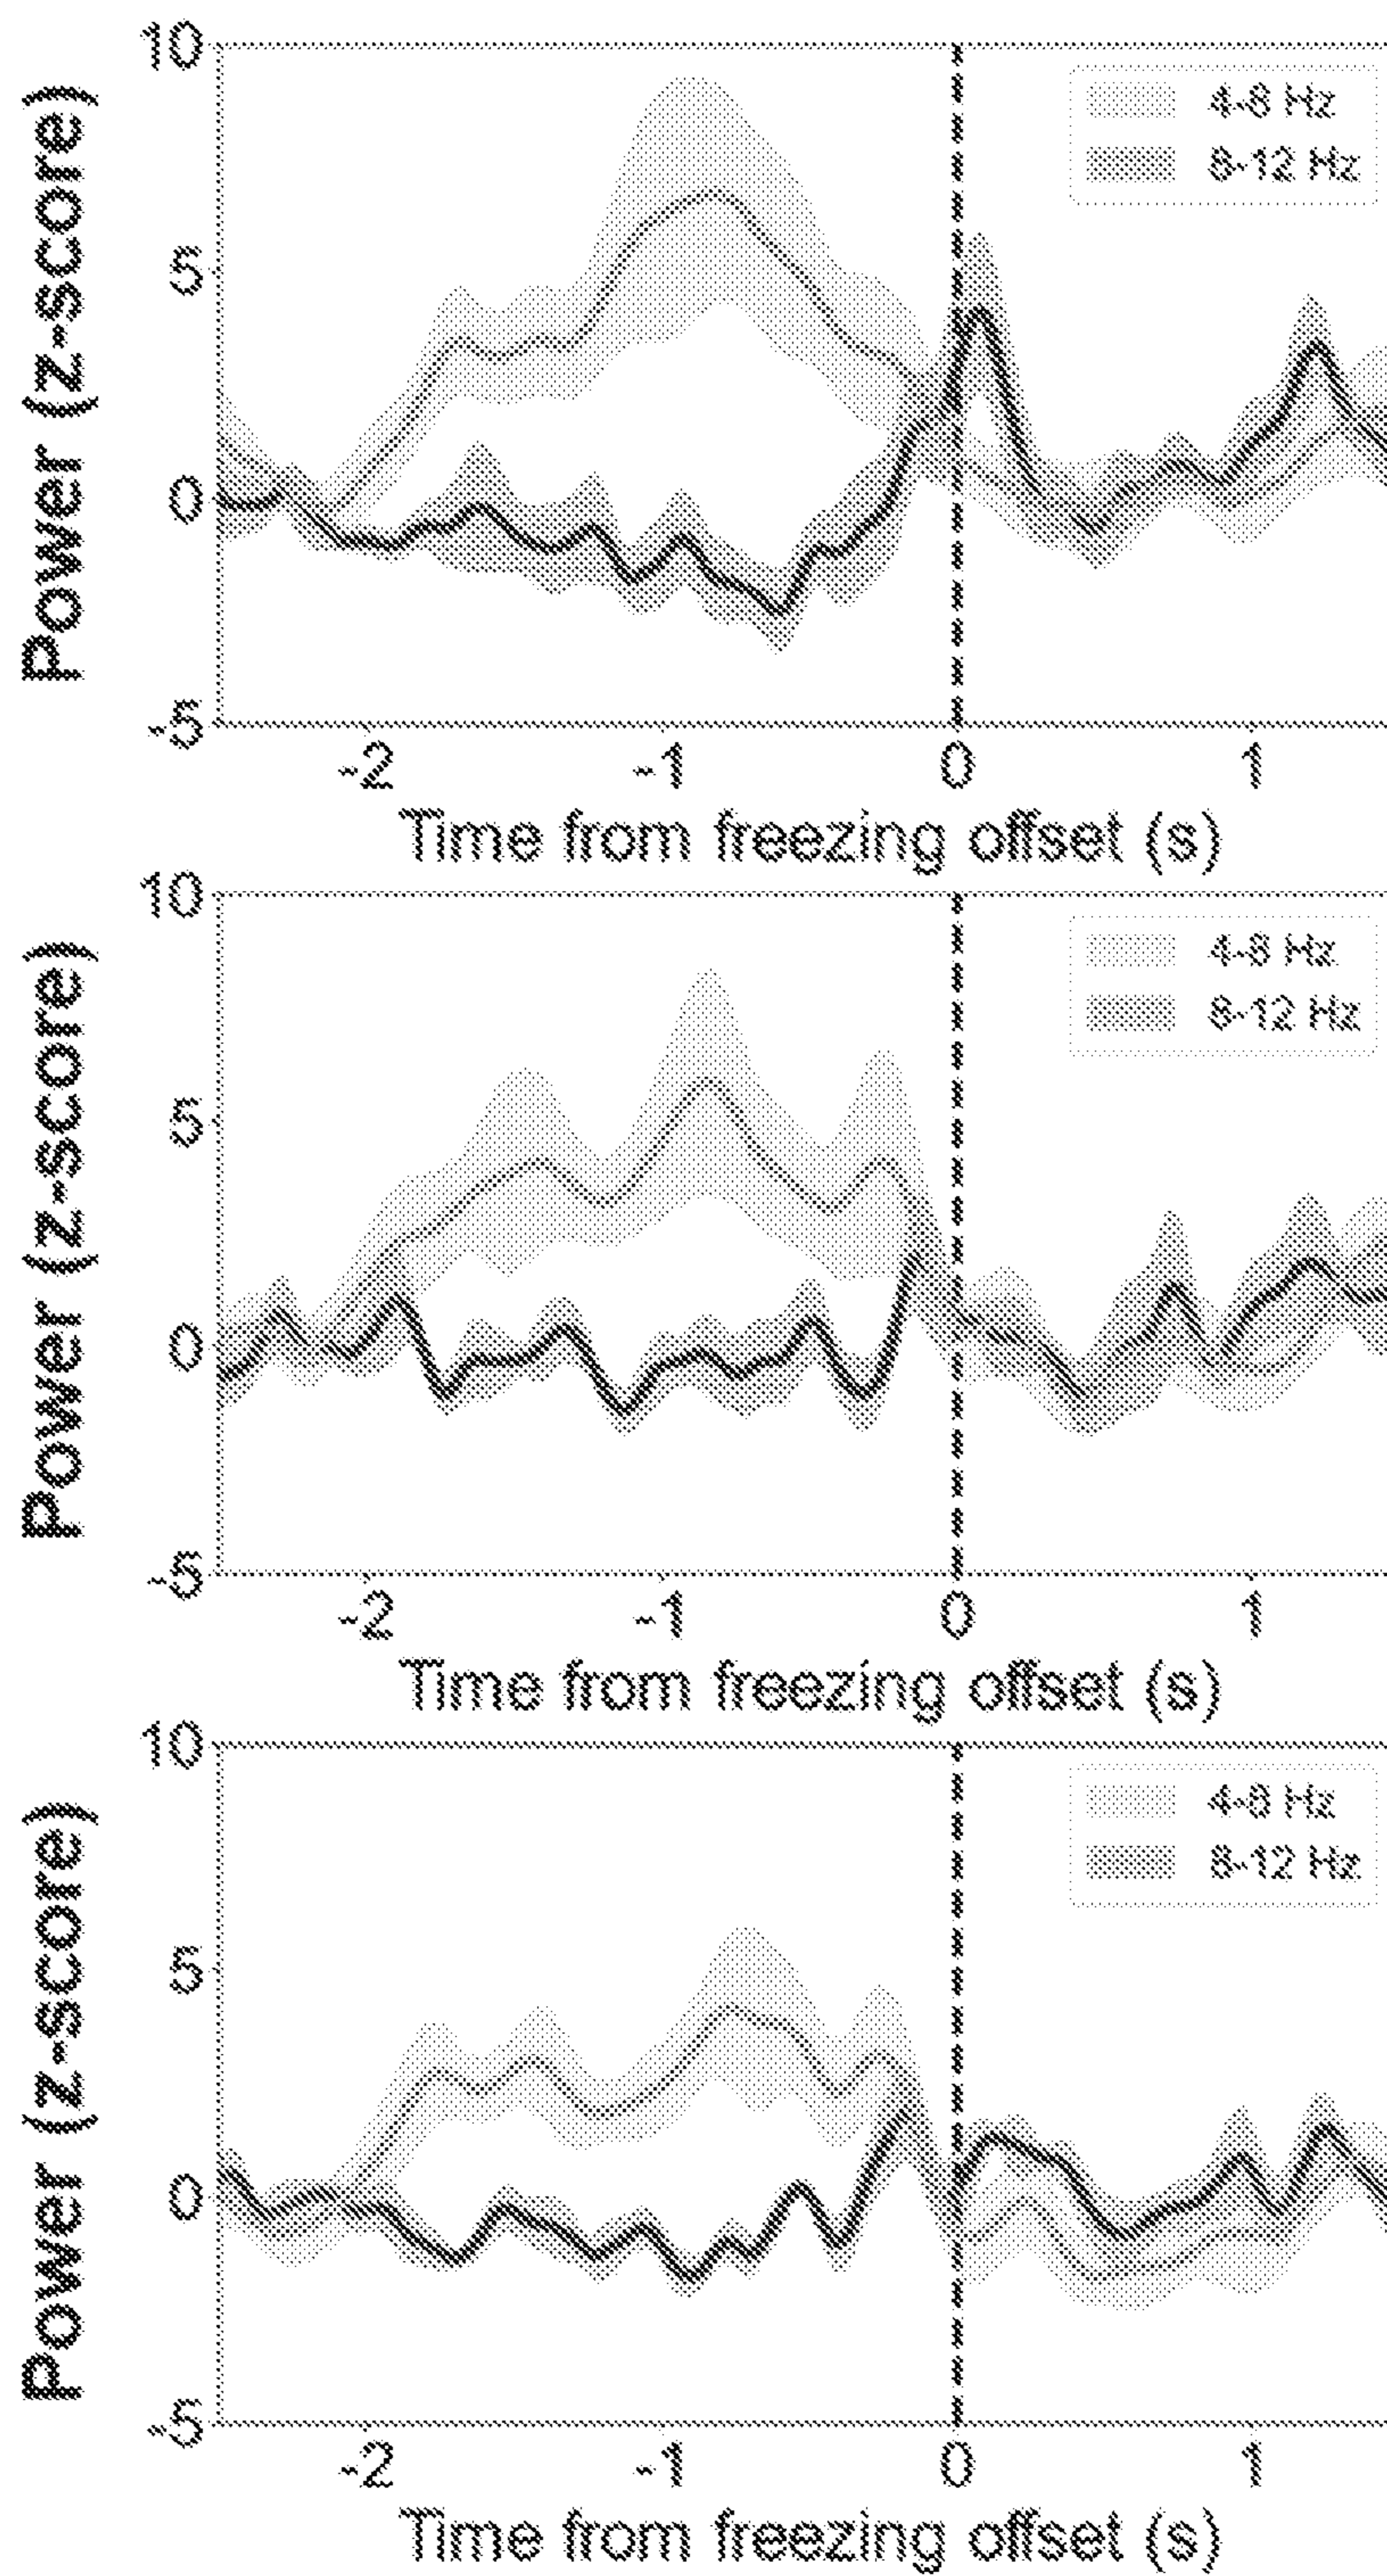 10
4-8 Hz
8-12 Hz
Power (z-score)
5
0
-5
-2 -1 0 1
Time from freezing offset (s)
10
4-8 Hz
8-12 Hz
Power (z-score)
5
0
-5
-2 -1 0 1
Time from freezing offset (s)
10
4-8 Hz
8-12 Hz
Power (z-score)
5
0
-5
-2 -1 0 1
Time from freezing offset (s)